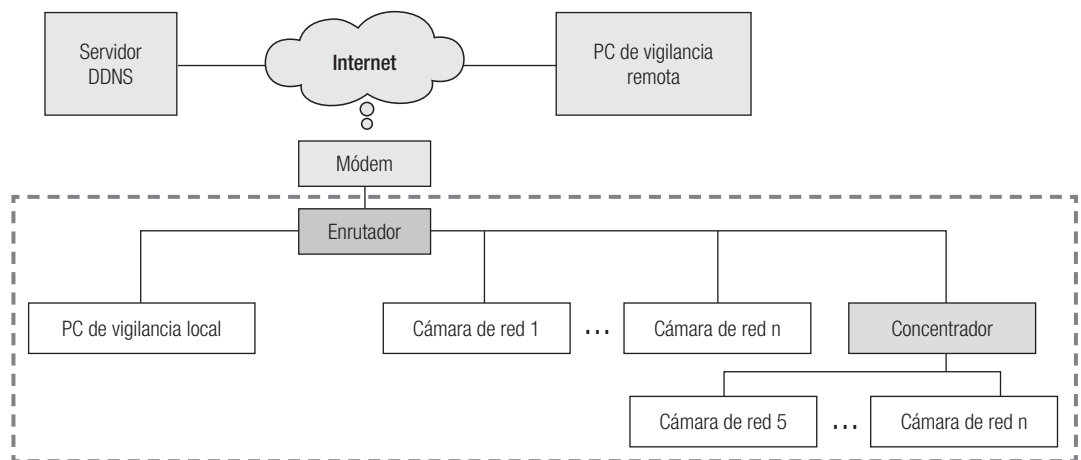 Servidor
DDNS
Internet
PC de vigilancia
remota
Módem
Enrutador
PC de vigilancia local
Cámara de red 1
...
Cámara de red n
Concentrador
Cámara de red 5
...
Cámara de red n